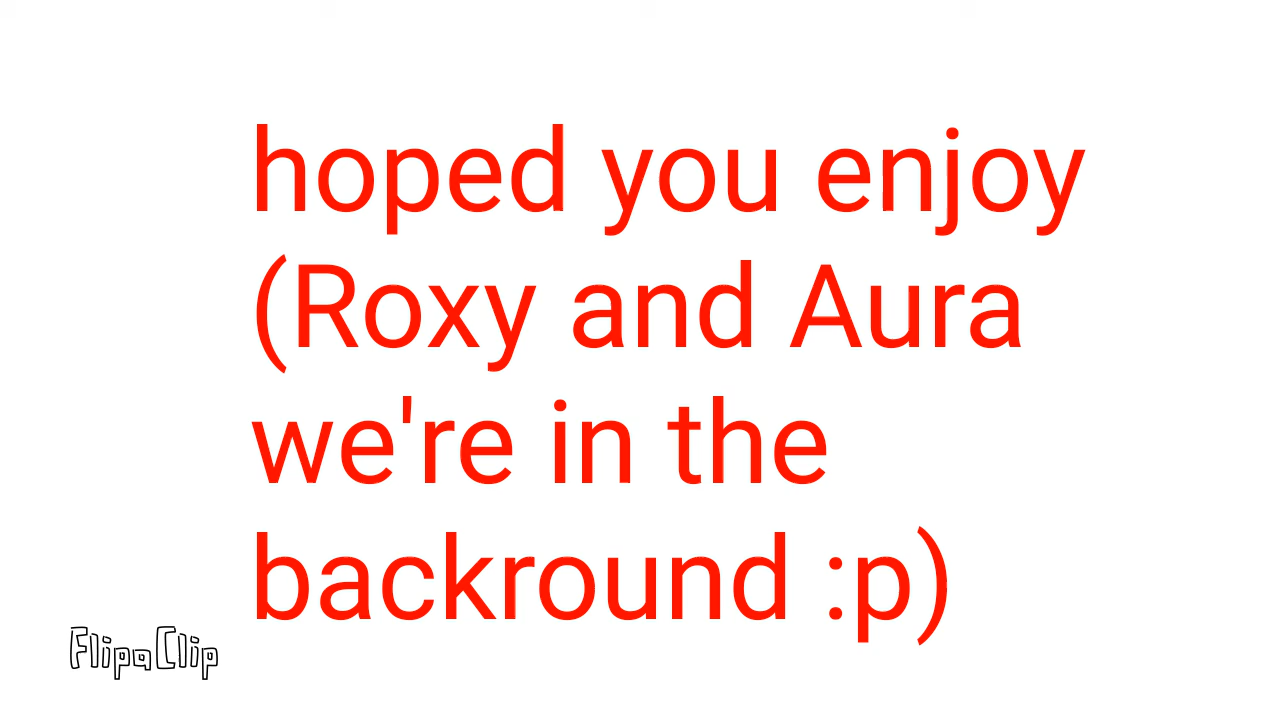 hoped you enjoy
(Roxy and Aura
we're in the
backround :p)
FlipaClip